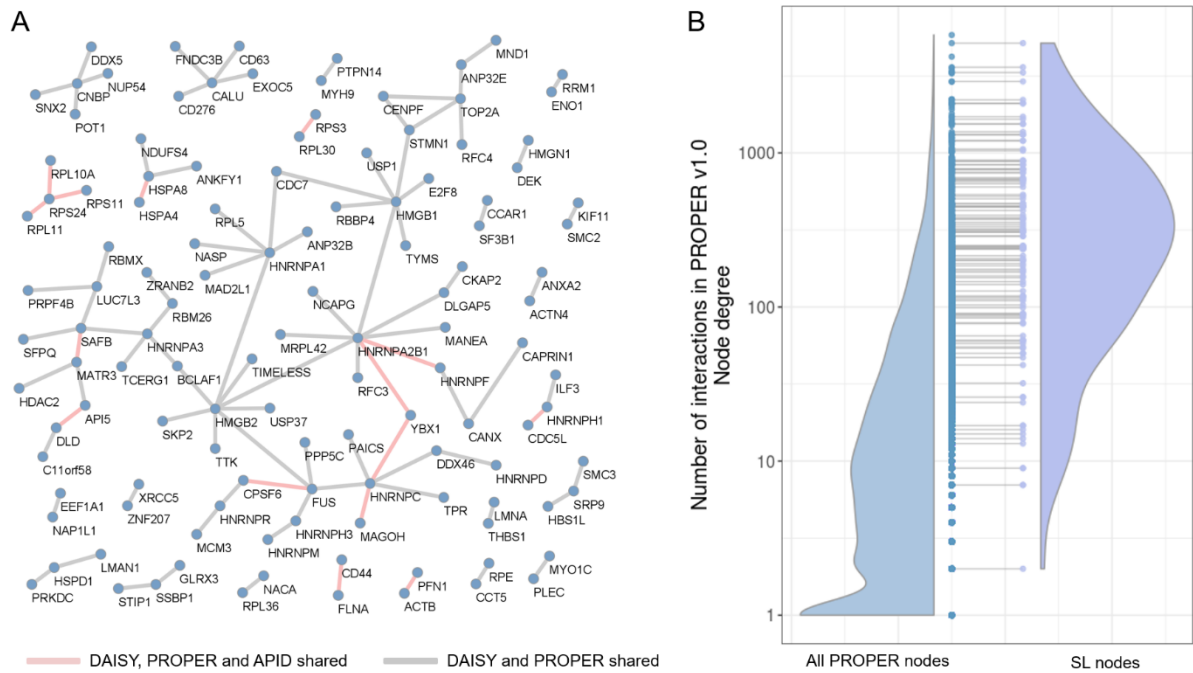 A
B
MND1
DDX5
FNDC3B
CD63
PTPN14
ANP32E
RRM1
NUP54
EXOC5
MYH9
CENPF
TOP2A
ENO1
SNX2
CNBP
CD276
CALU
POT1
RPS3
STMN1
NDUFS4
RPL30
USP1
RFC4
HMGN1
RPL10A
HSPA8
ANKFY1
CDC7
E2F8
DEK
RPS11
RPS24
HSPA4
RPL5
RBBP4
HMGB1
CCAR1
KIF11
RPL11
ANP32B
SF3B1
SMC2
RBMX
NASP
HNRNPA1
TYMS
ZRANB2
MAD2L1
CKAP2
ANXA2
PRPF4B
LUC7L3
NCAPG
DLGAP5
RBM26
ACTN4
SAFB
MRPL42
HNRNPA2B1
MANEA
SFPQ
HNRNPA3
CAPRIN1
MATR3
TCERG1
BCLAF1
TIMELESS
RFC3
HNRNPF
ILF3
HDAC2
API5
HMGB2
USP37
YBX1
CANX
HNRNPH1
DLD
SKP2
CDC5L
C11orf58
TTK
PPP5C
PAICS
DDX46
SMC3
XRCC5
CPSF6
FUS
HNRNPC
HNRNPD
EEF1A1
TPR
LMNA
SRP9
ZNF207
HNRNPR
HNRNPH3
MAGOH
HBS1L
NAP1L1
MCM3
HNRNPM
THBS1
LMAN1
GLRX3
CD44
MYO1C
HSPD1
NACA
PFN1
RPE
PRKDC
STIP1
SSBP1
RPL36
FLNA
ACTB
CCT5
PLEC
DAISY, PROPER and APID shared
DAISY and PROPER shared
Number of interactions in PROPER v1.0
Node degree
1000
100
10
1
All PROPER nodes
SL nodes